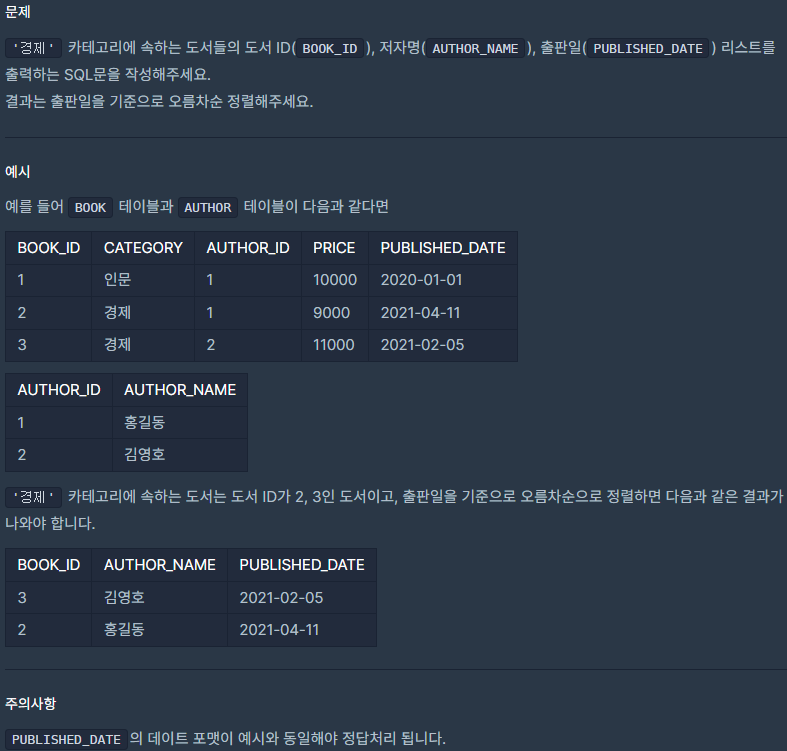 문제
'경제' 카테고리에 속하는 도서들의 도서 ID( BOOK_ID ), 저자명( AUTHOR_NAME ), 출판일( PUBLISHED_DATE ) 리스트를
출력하는 SQL문을 작성해주세요.
결과는 출판일을 기준으로 오름차순 정렬해주세요.
예시
예를 들어 BOOK 테이블과 AUTHOR 테이블이 다음과 같다면
BOOK_ID CATEGORY AUTHOR_ID PRICE PUBLISHED_DATE
1 인문 1 10000 2020-01-01
2 경제 1 9000 2021-04-11
3 경제 2 11000 2021-02-05
AUTHOR_ID AUTHOR_NAME
1 홍길동
2 김영호
'경제' 카테고리에 속하는 도서는 도서 ID가 2, 3인 도서이고, 출판일을 기준으로 오름차순으로 정렬하면 다음과 같은 결과가
나와야 합니다.
BOOK_ID AUTHOR_NAME PUBLISHED_DATE
3 김영호 2021-02-05
2 홍길동 2021-04-11
주의사항
PUBLISHED_DATE 의 데이트 포맷이 예시와 동일해야 정답처리 됩니다.